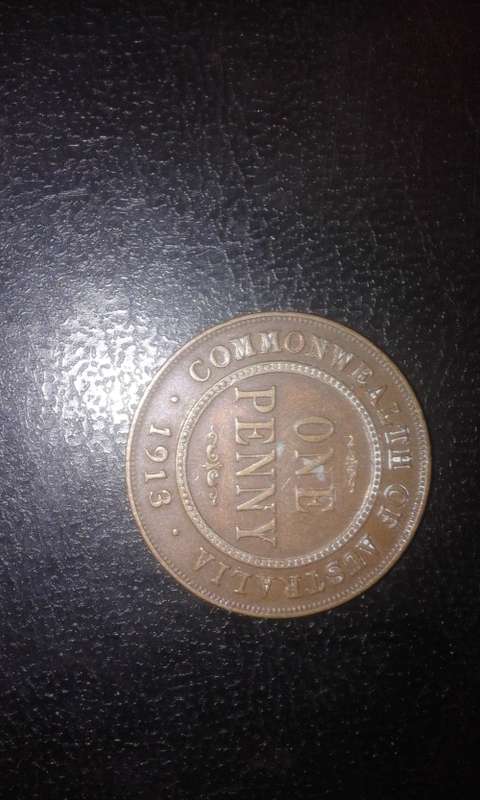 COMMONWEALTH OF AUSTRALIA
ONE
PENNY
· 1913 ·